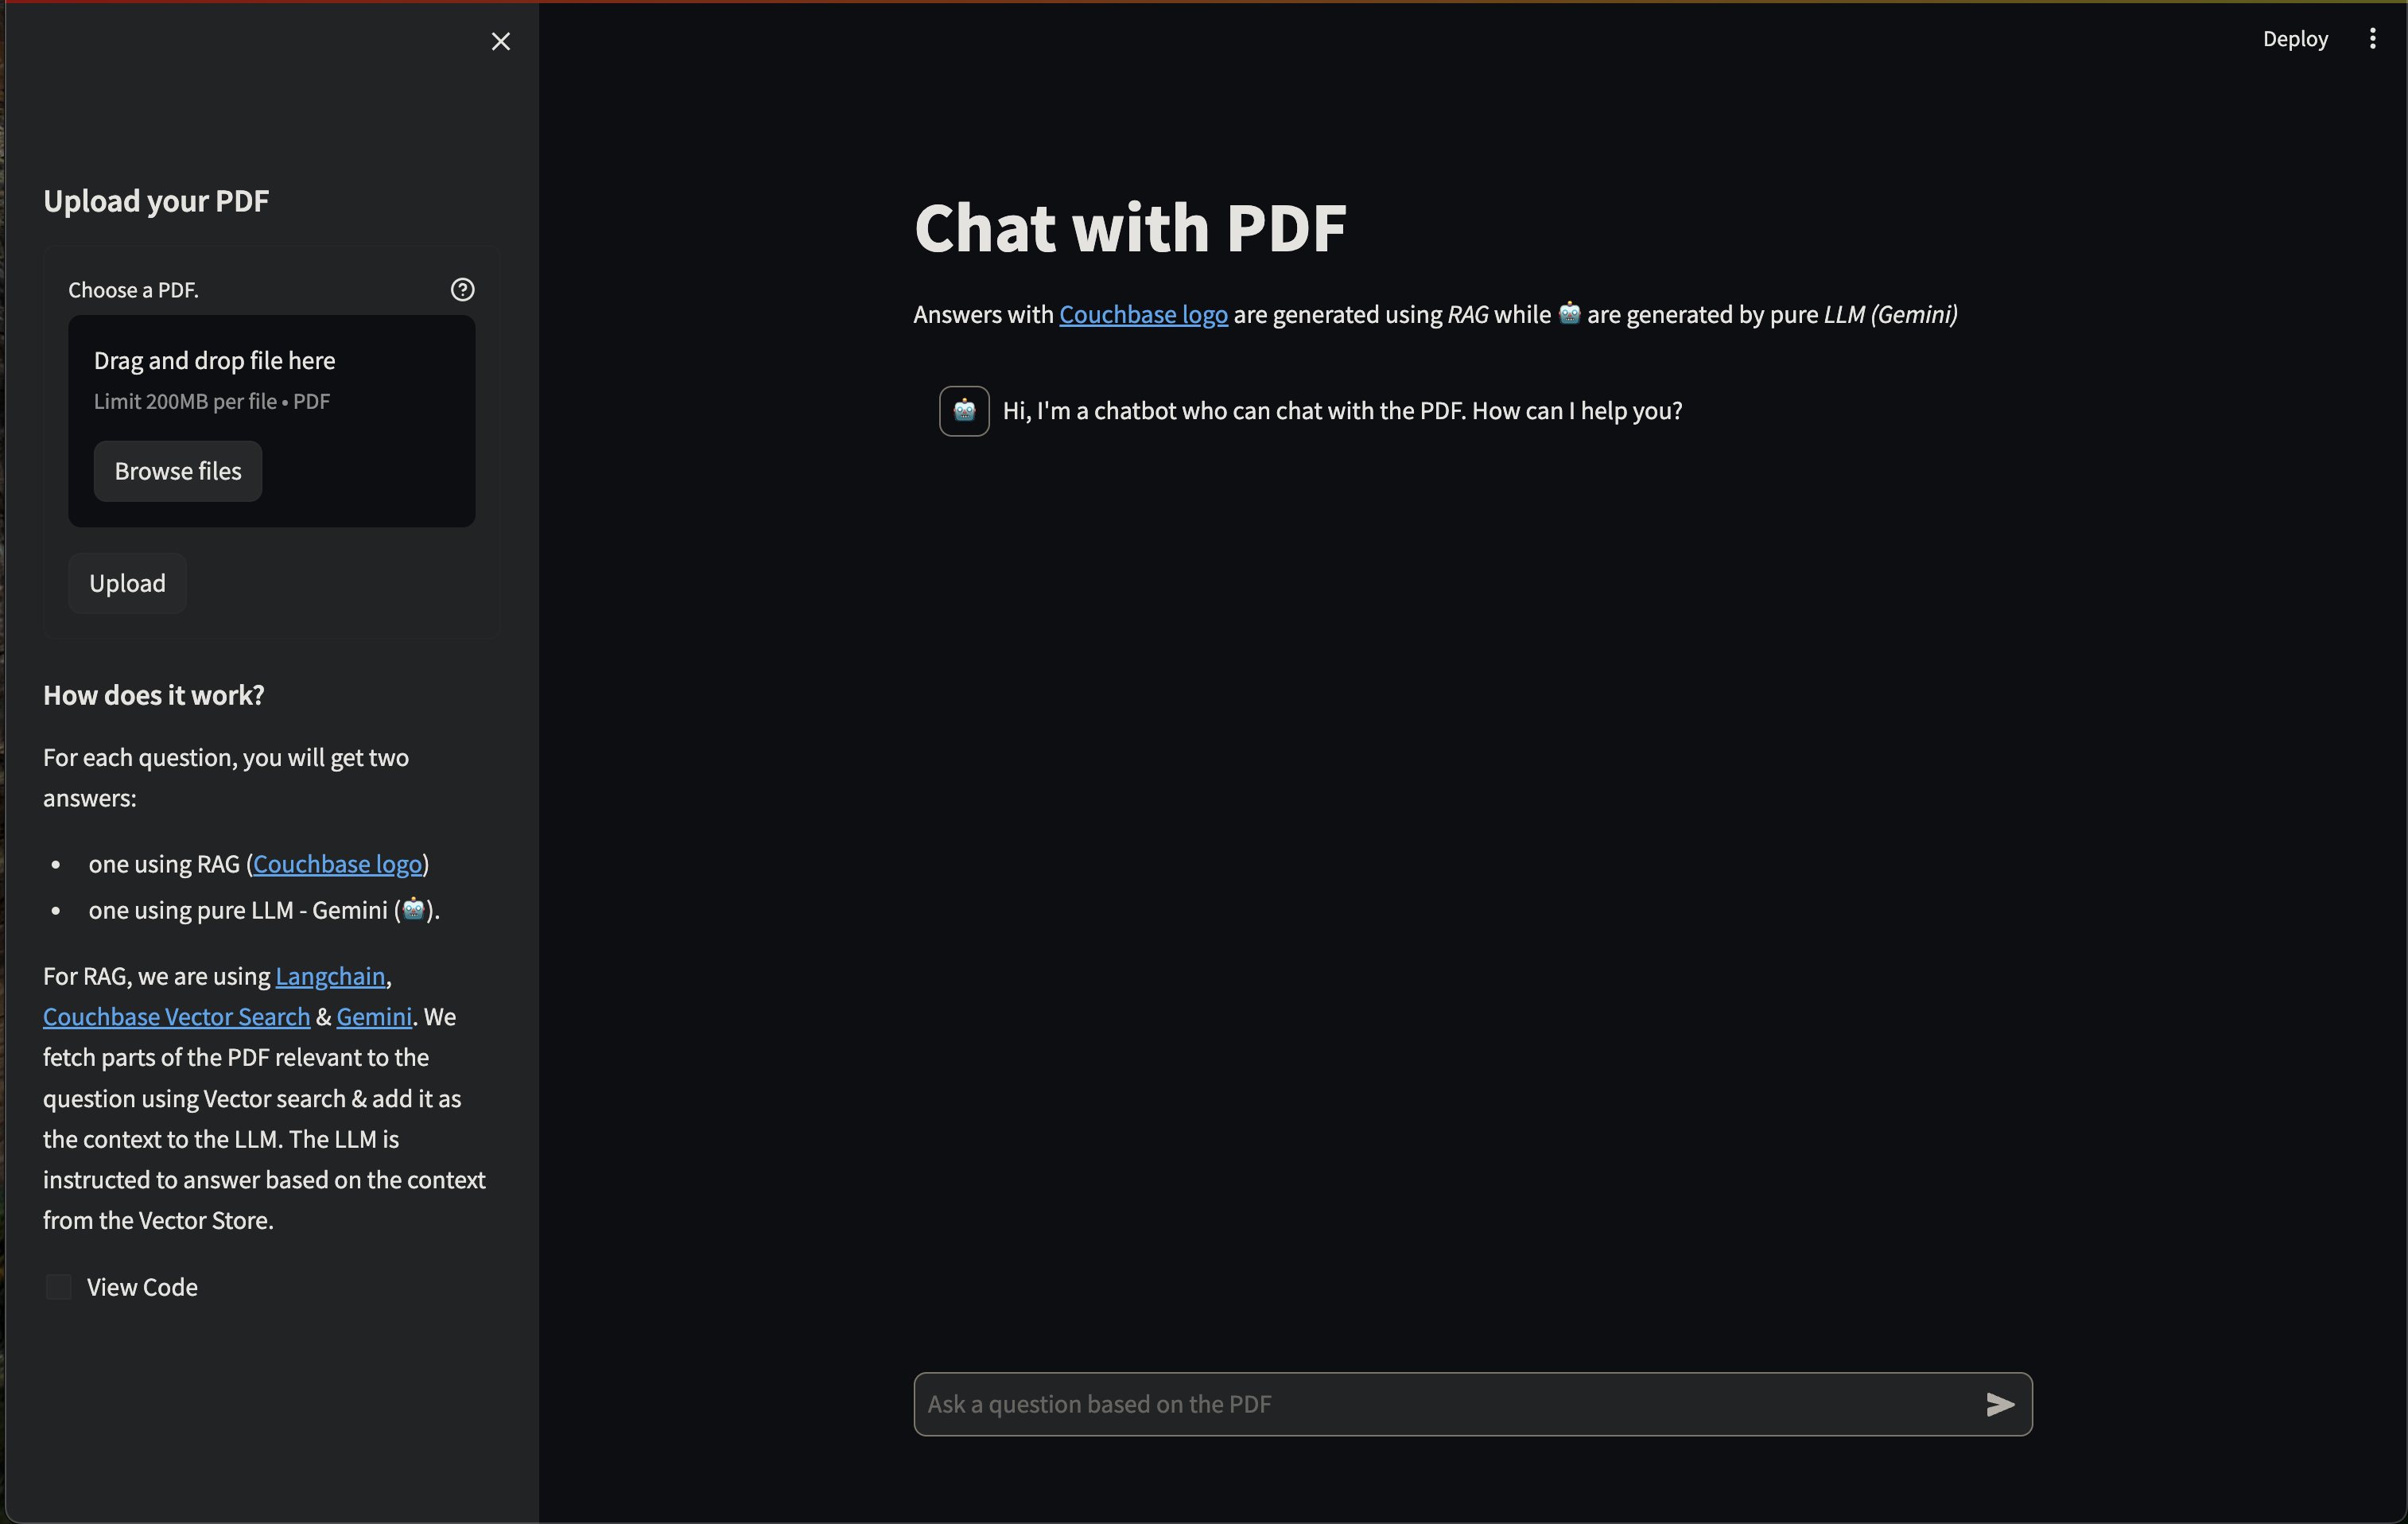 Deploy
Upload your PDF
Choose a PDF.
Drag and drop file here
Limit 200MB per file • PDF
Browse files
Upload
How does it work?
For each question, you will get two
answers:
• one using RAG (Couchbase logo)
• one using pure LLM - Gemini (🤖).
For RAG, we are using Langchain,
Couchbase Vector Search & Gemini. We
fetch parts of the PDF relevant to the
question using Vector search & add it as
the context to the LLM. The LLM is
instructed to answer based on the context
from the Vector Store.
View Code
Chat with PDF
Answers with Couchbase logo are generated using RAG while 🤖 are generated by pure LLM (Gemini)
Hi, I'm a chatbot who can chat with the PDF. How can I help you?
Ask a question based on the PDF